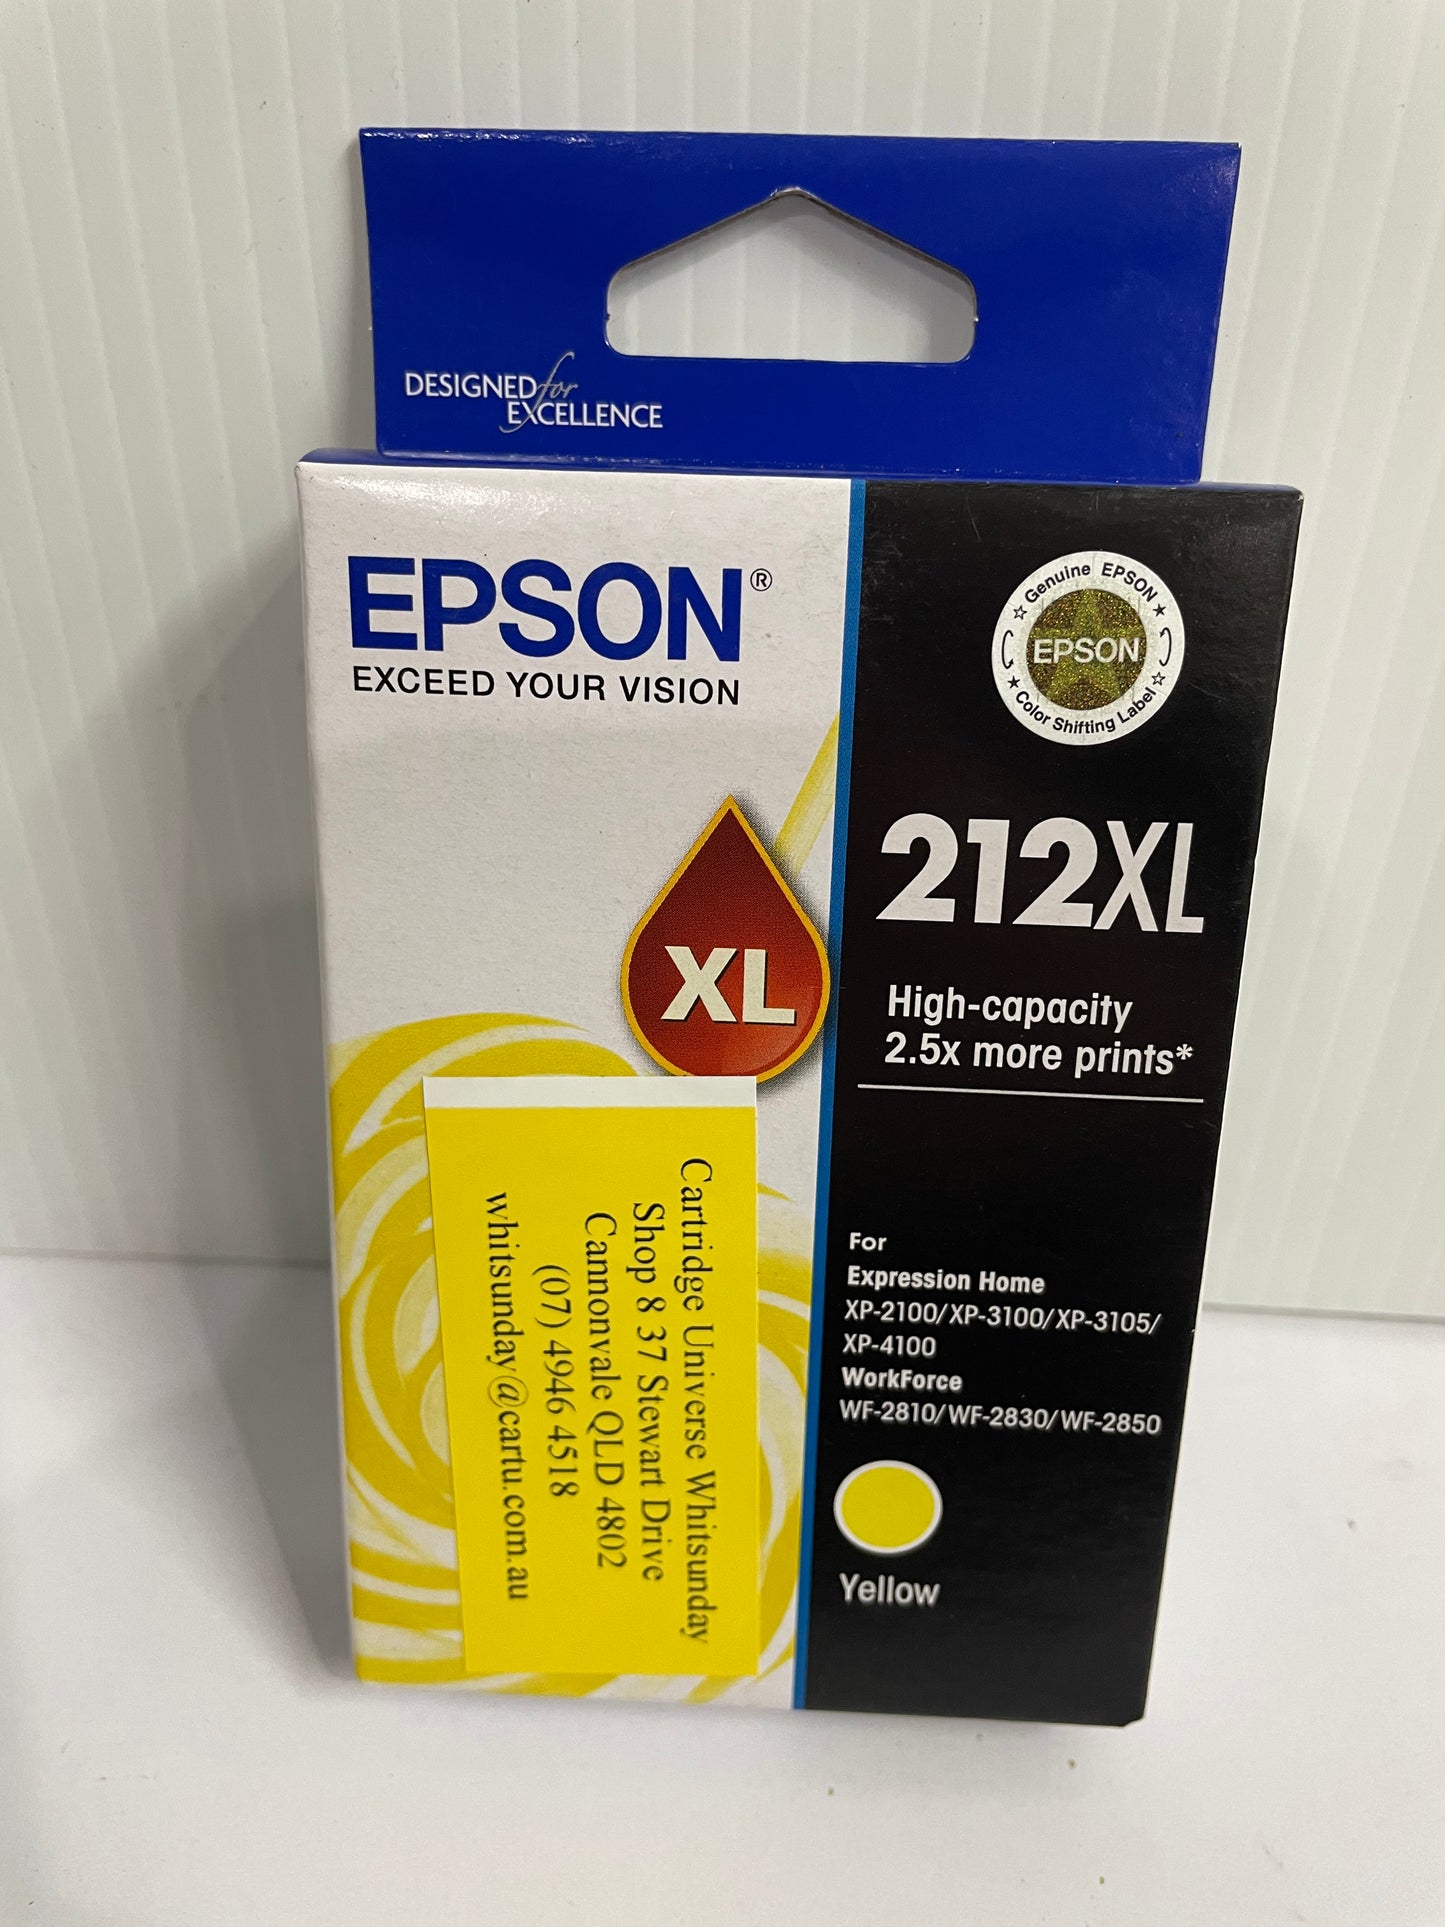 DESIGNED for
EXCELLENCE
EPSON®
EXCEED YOUR VISION
Genuine EPSON
EPSON
Color Shifting Label
212XL
XL
High-capacity
2.5x more prints*
For
Expression Home
XP-2100/XP-3100/XP-3105/
XP-4100
WorkForce
WF-2810/WF-2830/WF-2850
Yellow
Cartridge Universe Whitsunday
Shop 8 37 Stewart Drive
Cannonvale QLD 4802
(07) 4946 4518
whitsunday@cartu.com.au